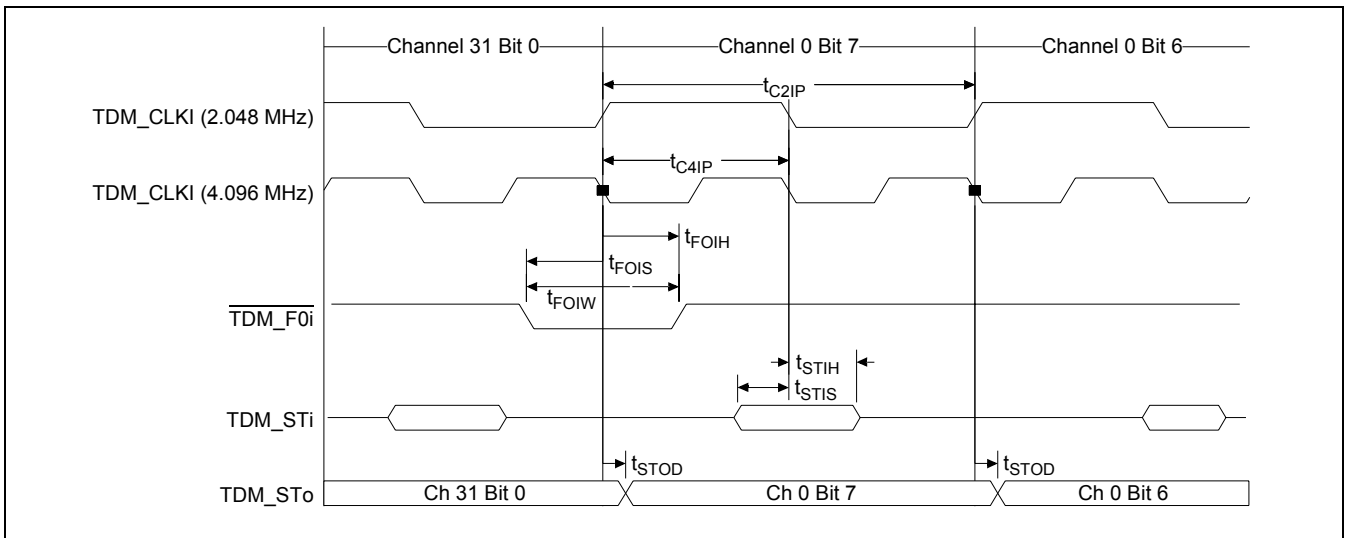 Channel 31 Bit 0
Channel 0 Bit 7
Channel 0 Bit 6
tC2IP
TDM_CLKI (2.048 MHz)
tC4IP
TDM_CLKI (4.096 MHz)
tFOIH
tFOIS
tFOIW
TDM_F0i
tSTIH
tSTIS
TDM_STi
tSTOD
tSTOD
TDM_STo
Ch 31 Bit 0
Ch 0 Bit 7
Ch 0 Bit 6